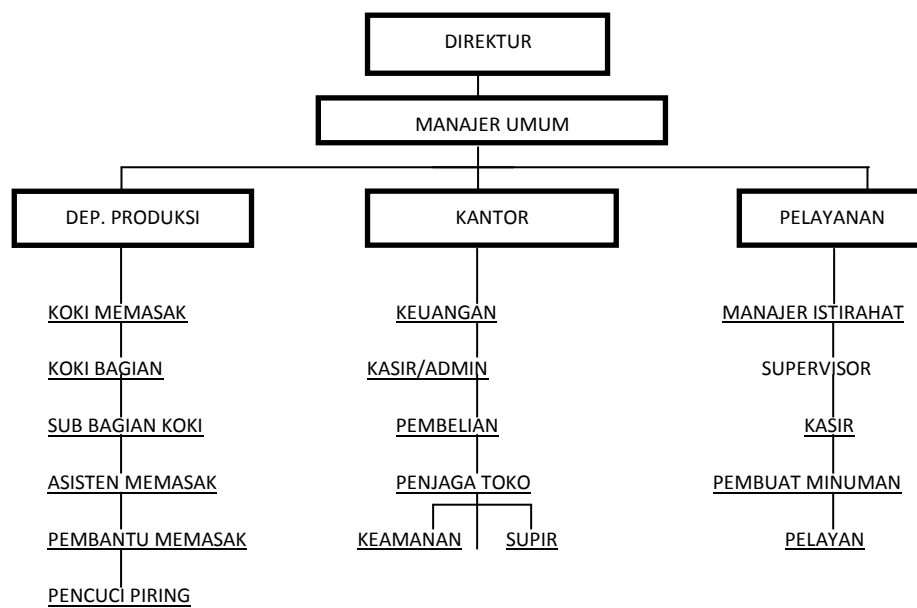 DIREKTUR
MANAJER UMUM
DEP. PRODUKSI
KANTOR
PELAYANAN
KOKI MEMASAK
KEUANGAN
MANAJER ISTIRAHAT
KOKI BAGIAN
KASIR/ADMIN
SUPERVISOR
SUB BAGIAN KOKI
PEMBELIAN
KASIR
ASISTEN MEMASAK
PENJAGA TOKO
PEMBUAT MINUMAN
PEMBANTU MEMASAK
KEAMANAN
SUPIR
PELAYAN
PENCUCI PIRING